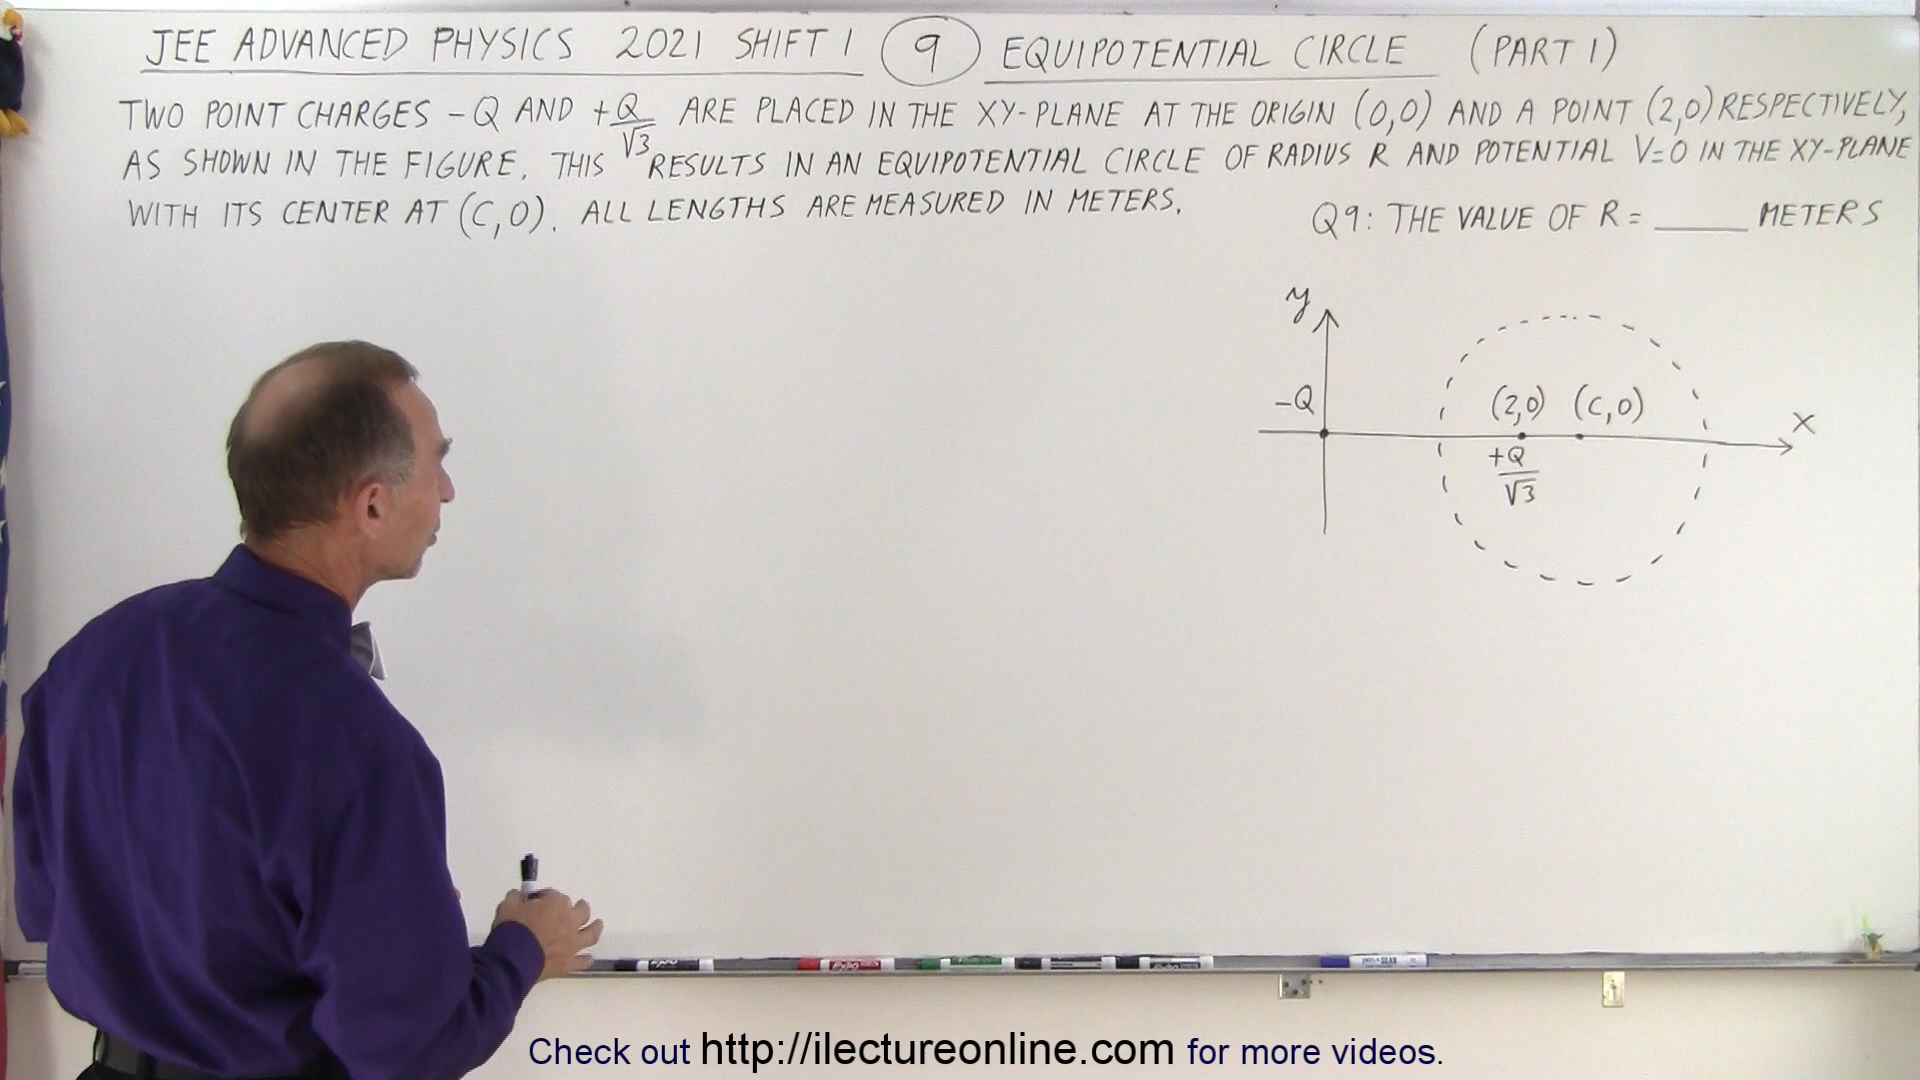 JEE ADVANCED PHYSICS 2021 SHIFT 1 9 EQUIPOTENTIAL CIRCLE (PART 1)
TWO POINT CHARGES -Q AND +Q/√3 ARE PLACED IN THE XY-PLANE AT THE ORIGIN (0,0) AND A POINT (2,0) RESPECTIVELY,
AS SHOWN IN THE FIGURE. THIS RESULTS IN AN EQUIPOTENTIAL CIRCLE OF RADIUS R AND POTENTIAL V=0 IN THE XY-PLANE
WITH ITS CENTER AT (C,0). ALL LENGTHS ARE MEASURED IN METERS.
Q9: THE VALUE OF R = ____ METERS
y
-Q (2,0) (C,0) X
+Q/√3
Check out http://ilectureonline.com for more videos.